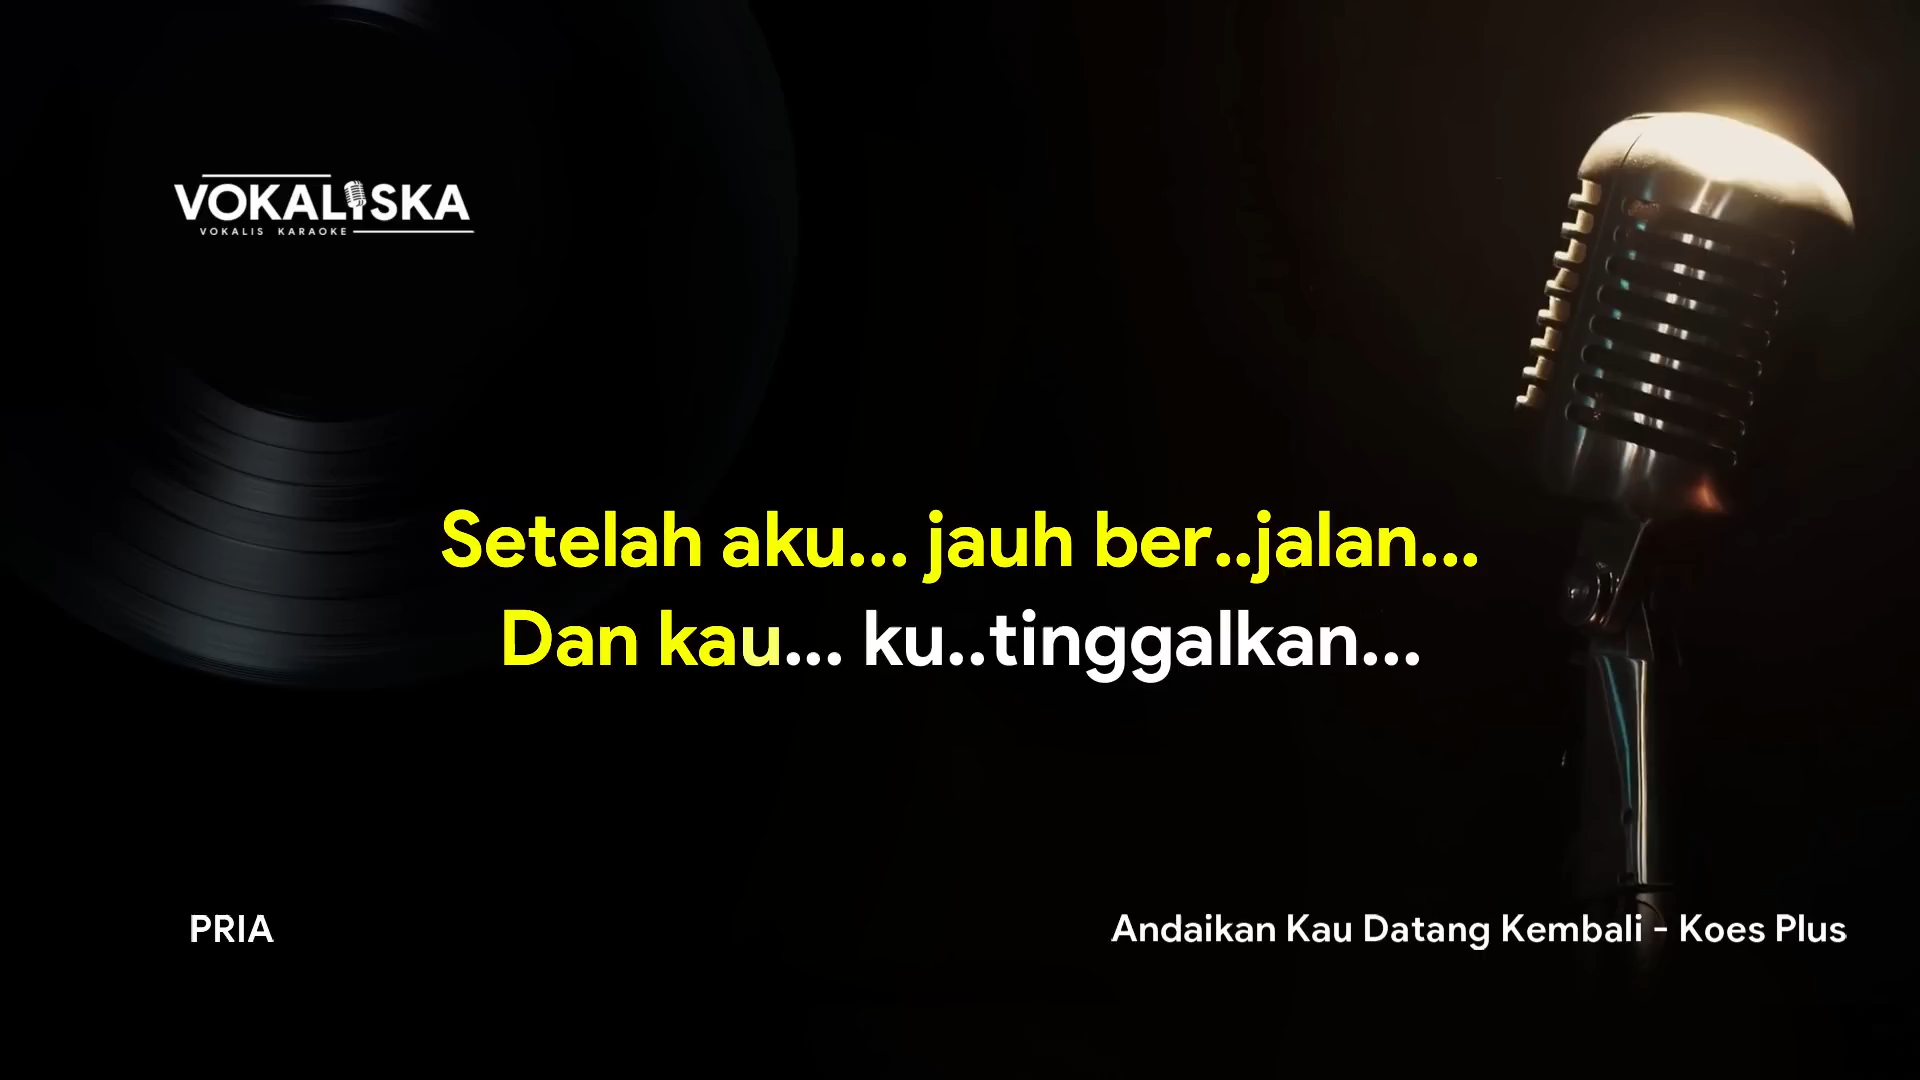 VOKALISKA
VOKALIS KARAOKE
Setelah aku... jauh ber..jalan...
Dan kau... ku..tinggalkan...
PRIA
Andaikan Kau Datang Kembali - Koes Plus